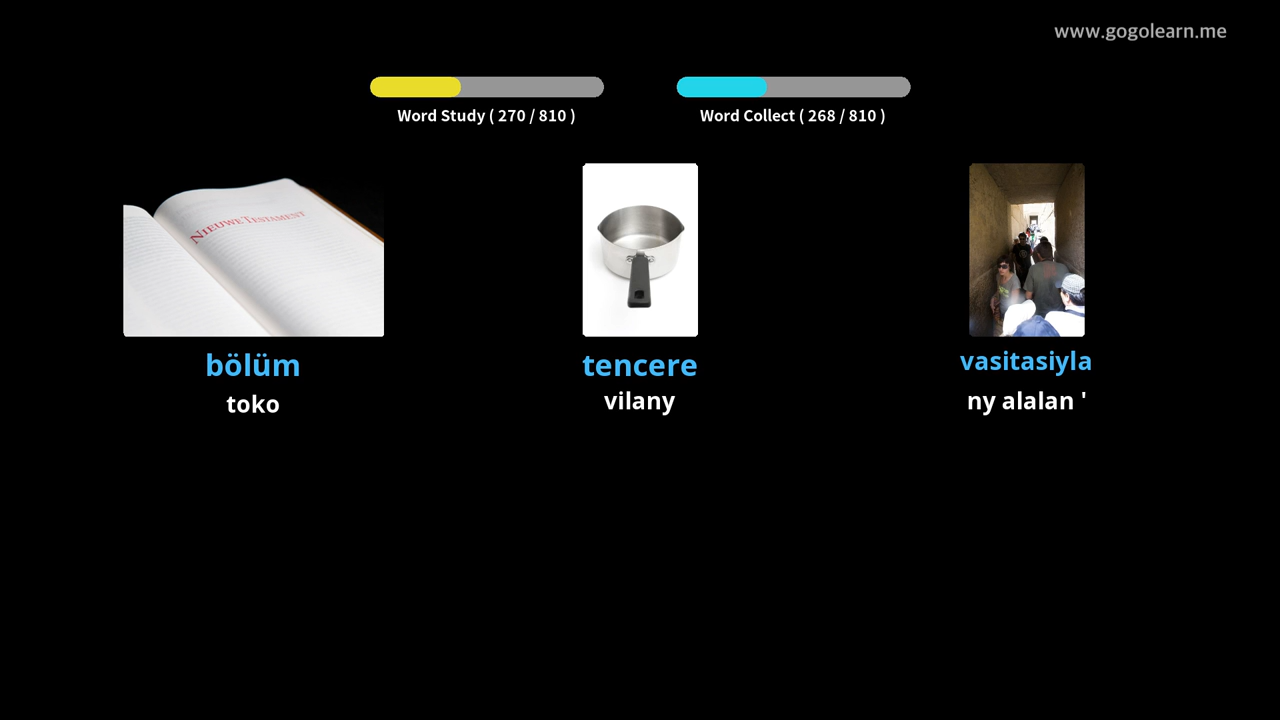 www.gogolearn.me
Word Study ( 270 / 810 )
Word Collect ( 268 / 810 )
NIEUWE TESTAMENT
bölüm
toko
tencere
vilany
vasitasiyla
ny alalan '